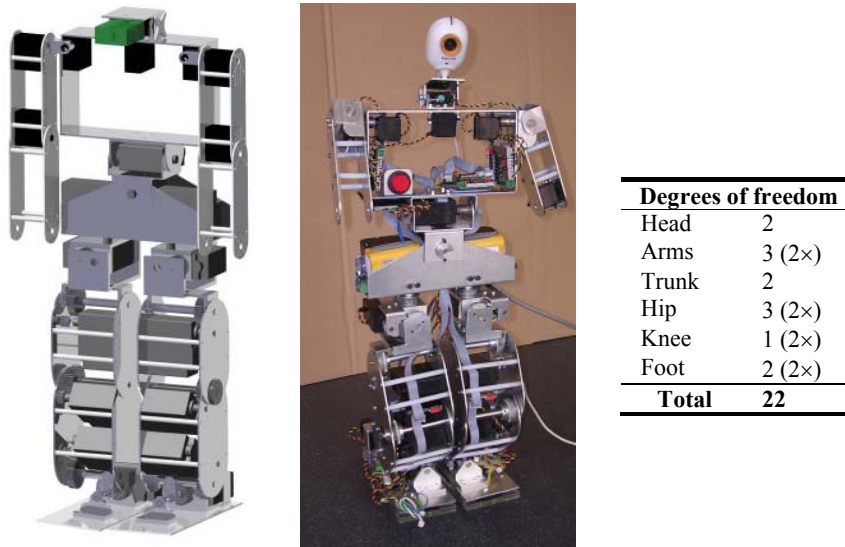 Degrees of freedom
Head 2
Arms 3 (2×)
Trunk 2
Hip 3 (2×)
Knee 1 (2×)
Foot 2 (2×)
Total 22